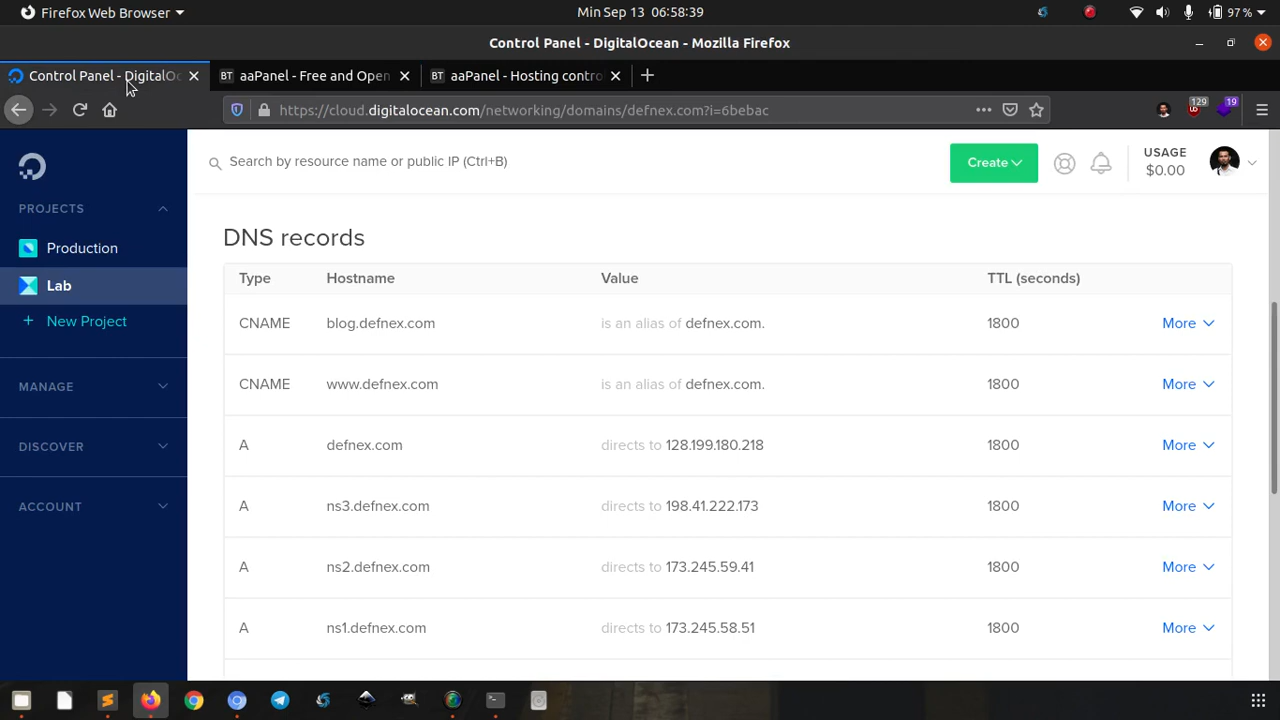 Firefox Web Browser
Min Sep 13 06:58:39
97 %
Control Panel - DigitalOcean - Mozilla Firefox
Control Panel - DigitalOc
BT aaPanel - Free and Open
BT aaPanel - Hosting contro
https://cloud.digitalocean.com/networking/domains/defnex.com?i=6bebac
129
19
Search by resource name or public IP (Ctrl+B)
Create
USAGE
$0.00
PROJECTS
Production
Lab
+ New Project
MANAGE
DISCOVER
ACCOUNT
DNS records
Type Hostname Value TTL (seconds)
CNAME blog.defnex.com is an alias of defnex.com. 1800 More
CNAME www.defnex.com is an alias of defnex.com. 1800 More
A defnex.com directs to 128.199.180.218 1800 More
A ns3.defnex.com directs to 198.41.222.173 1800 More
A ns2.defnex.com directs to 173.245.59.41 1800 More
A ns1.defnex.com directs to 173.245.58.51 1800 More